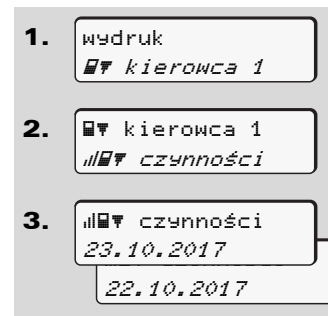 1.
wydruk
kierowca 1
2.
kierowca 1
czynności
3.
czynności
23.10.2017
22.10.2017